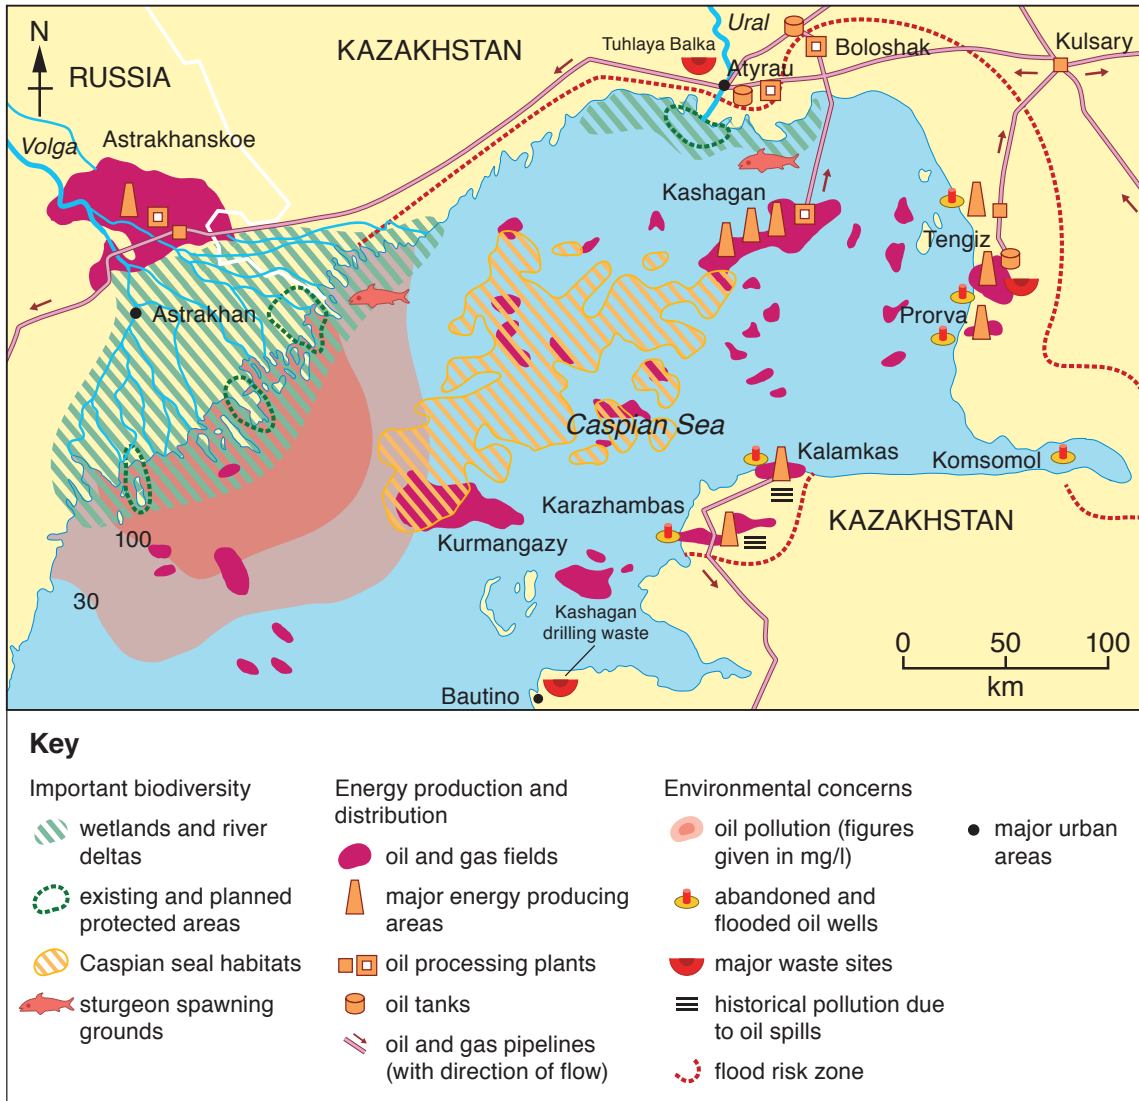 N
KAZAKHSTAN
RUSSIA
Ural
Tuhlaya Balka
Atyrau
Boloshak
Kulsary
Volga
Astrakhanskoe
Kashagan
Tengiz
Astrakhan
Prorva
Caspian Sea
Kalamkas
Komsomol
Karazhambas
KAZAKHSTAN
Kurmangazy
100
30
Kashagan
drilling waste
Bautino
0 50 100
km
Key
Important biodiversity
wetlands and river
deltas
existing and planned
protected areas
Caspian seal habitats
sturgeon spawning
grounds
Energy production and
distribution
oil and gas fields
major energy producing
areas
oil processing plants
oil tanks
oil and gas pipelines
(with direction of flow)
Environmental concerns
oil pollution (figures
given in mg/l)
abandoned and
flooded oil wells
major waste sites
historical pollution due
to oil spills
flood risk zone
major urban
areas